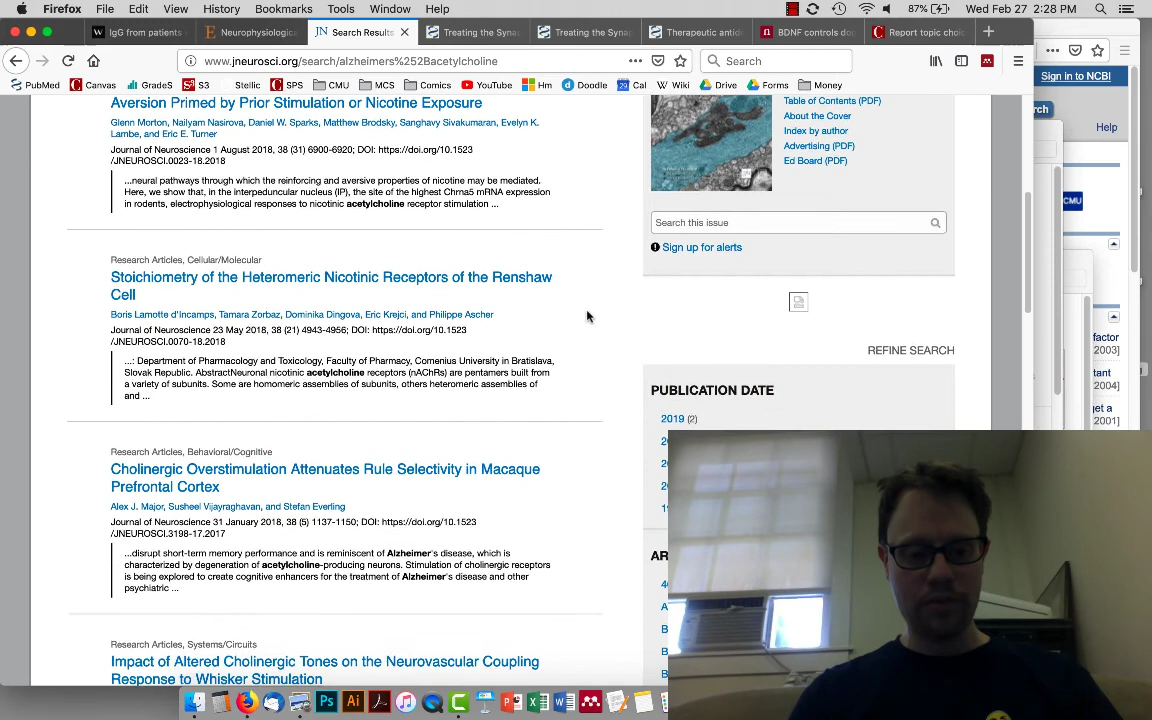 Firefox File Edit View History Bookmarks Tools Window Help 87% Wed Feb 27 2:28 PM
IgG from patients Neurophysiologica Search Results Treating the Syna Treating the Synap Therapeutic antid BDNF controls dop Report topic choi
www.jneurosci.org/search/alzheimers%252Bacetylcholine Search
PubMed Canvas GradeS S3 Stellic SPS CMU MCS Comics YouTube Hm Doodle Cal Wiki Drive Forms Money
Sign in to NCBI
Help
CMU
factor
2003]
tant
2004]
get a
2001]
Aversion Primed by Prior Stimulation or Nicotine Exposure
Glenn Morton, Nailyam Nasirova, Daniel W. Sparks, Matthew Brodsky, Sanghavy Sivakumaran, Evelyn K.
Lambe, and Eric E. Turner
Journal of Neuroscience 1 August 2018, 38 (31) 6900-6920; DOI: https://doi.org/10.1523
/JNEUROSCI.0023-18.2018
...neural pathways through which the reinforcing and aversive properties of nicotine may be mediated.
Here, we show that, in the interpeduncular nucleus (IP), the site of the highest Chrna5 mRNA expression
in rodents, electrophysiological responses to nicotinic acetylcholine receptor stimulation ...
Research Articles, Cellular/Molecular
Stoichiometry of the Heteromeric Nicotinic Receptors of the Renshaw
Cell
Boris Lamotte d'Incamps, Tamara Zorbaz, Dominika Dingova, Eric Krejci, and Philippe Ascher
Journal of Neuroscience 23 May 2018, 38 (21) 4943-4956; DOI: https://doi.org/10.1523
/JNEUROSCI.0070-18.2018
...: Department of Pharmacology and Toxicology, Faculty of Pharmacy, Comenius University in Bratislava,
Slovak Republic. AbstractNeuronal nicotinic acetylcholine receptors (nAChRs) are pentamers built from
a variety of subunits. Some are homomeric assemblies of subunits, others heteromeric assemblies of
and ...
Research Articles, Behavioral/Cognitive
Cholinergic Overstimulation Attenuates Rule Selectivity in Macaque
Prefrontal Cortex
Alex J. Major, Susheel Vijayraghavan, and Stefan Everling
Journal of Neuroscience 31 January 2018, 38 (5) 1137-1150; DOI: https://doi.org/10.1523
/JNEUROSCI.3198-17.2017
...disrupt short-term memory performance and is reminiscent of Alzheimer's disease, which is
characterized by degeneration of acetylcholine-producing neurons. Stimulation of cholinergic receptors
is being explored to create cognitive enhancers for the treatment of Alzheimer's disease and other
psychiatric ...
Research Articles, Systems/Circuits
Impact of Altered Cholinergic Tones on the Neurovascular Coupling
Response to Whisker Stimulation
Table of Contents (PDF)
About the Cover
Index by author
Advertising (PDF)
Ed Board (PDF)
Search this issue
Sign up for alerts
REFINE SEARCH
PUBLICATION DATE
2019 (2)